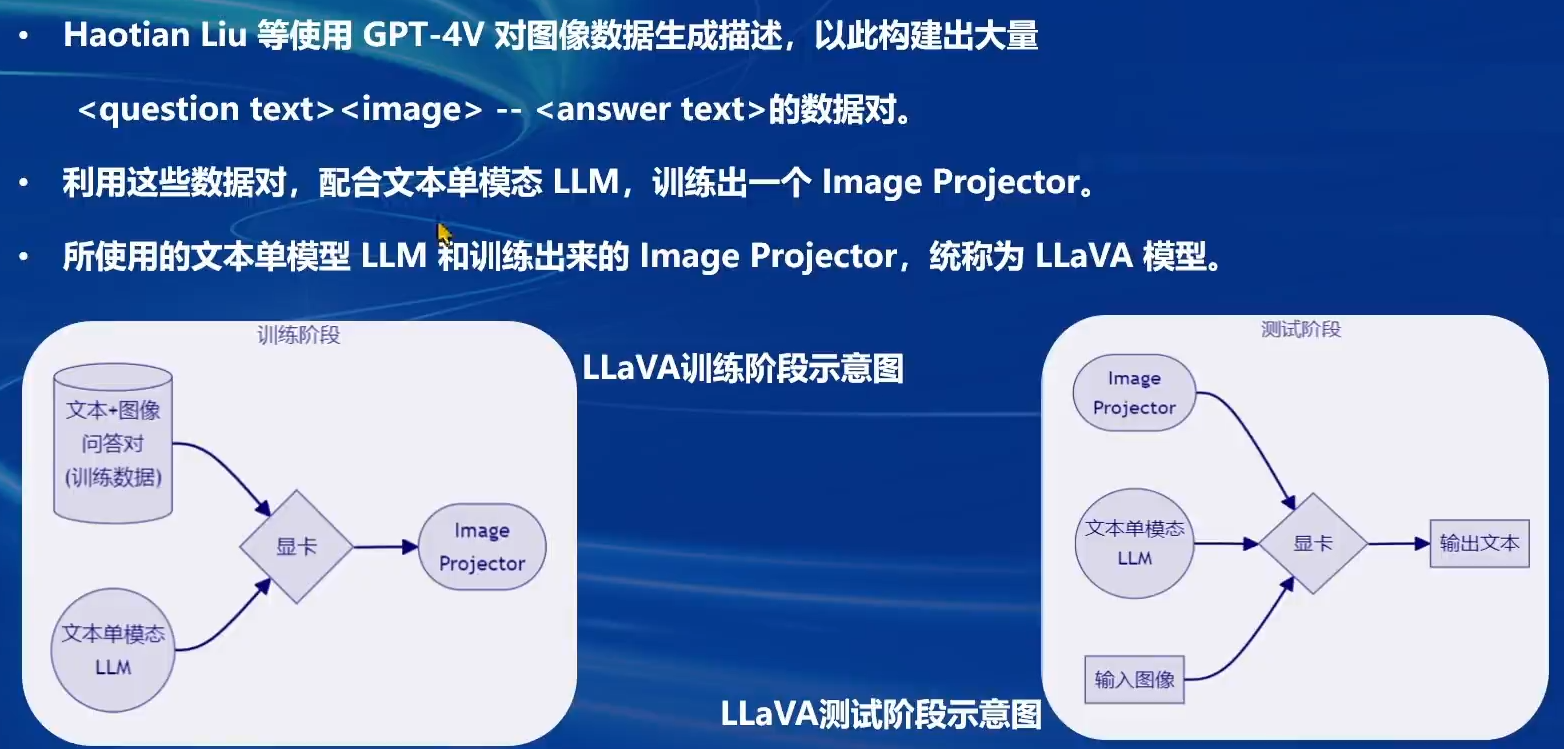 • Haotian Liu 等使用 GPT-4V 对图像数据生成描述，以此构建出大量
<question text><image> -- <answer text>的数据对。
• 利用这些数据对，配合文本单模态 LLM，训练出一个 Image Projector。
• 所使用的文本单模型 LLM 和训练出来的 Image Projector，统称为 LLaVA 模型。
训练阶段
文本+图像
问答对
(训练数据)
显卡
Image
Projector
文本单模态
LLM
LLaVA训练阶段示意图
测试阶段
Image
Projector
文本单模态
LLM
显卡
输出文本
输入图像
LLaVA测试阶段示意图